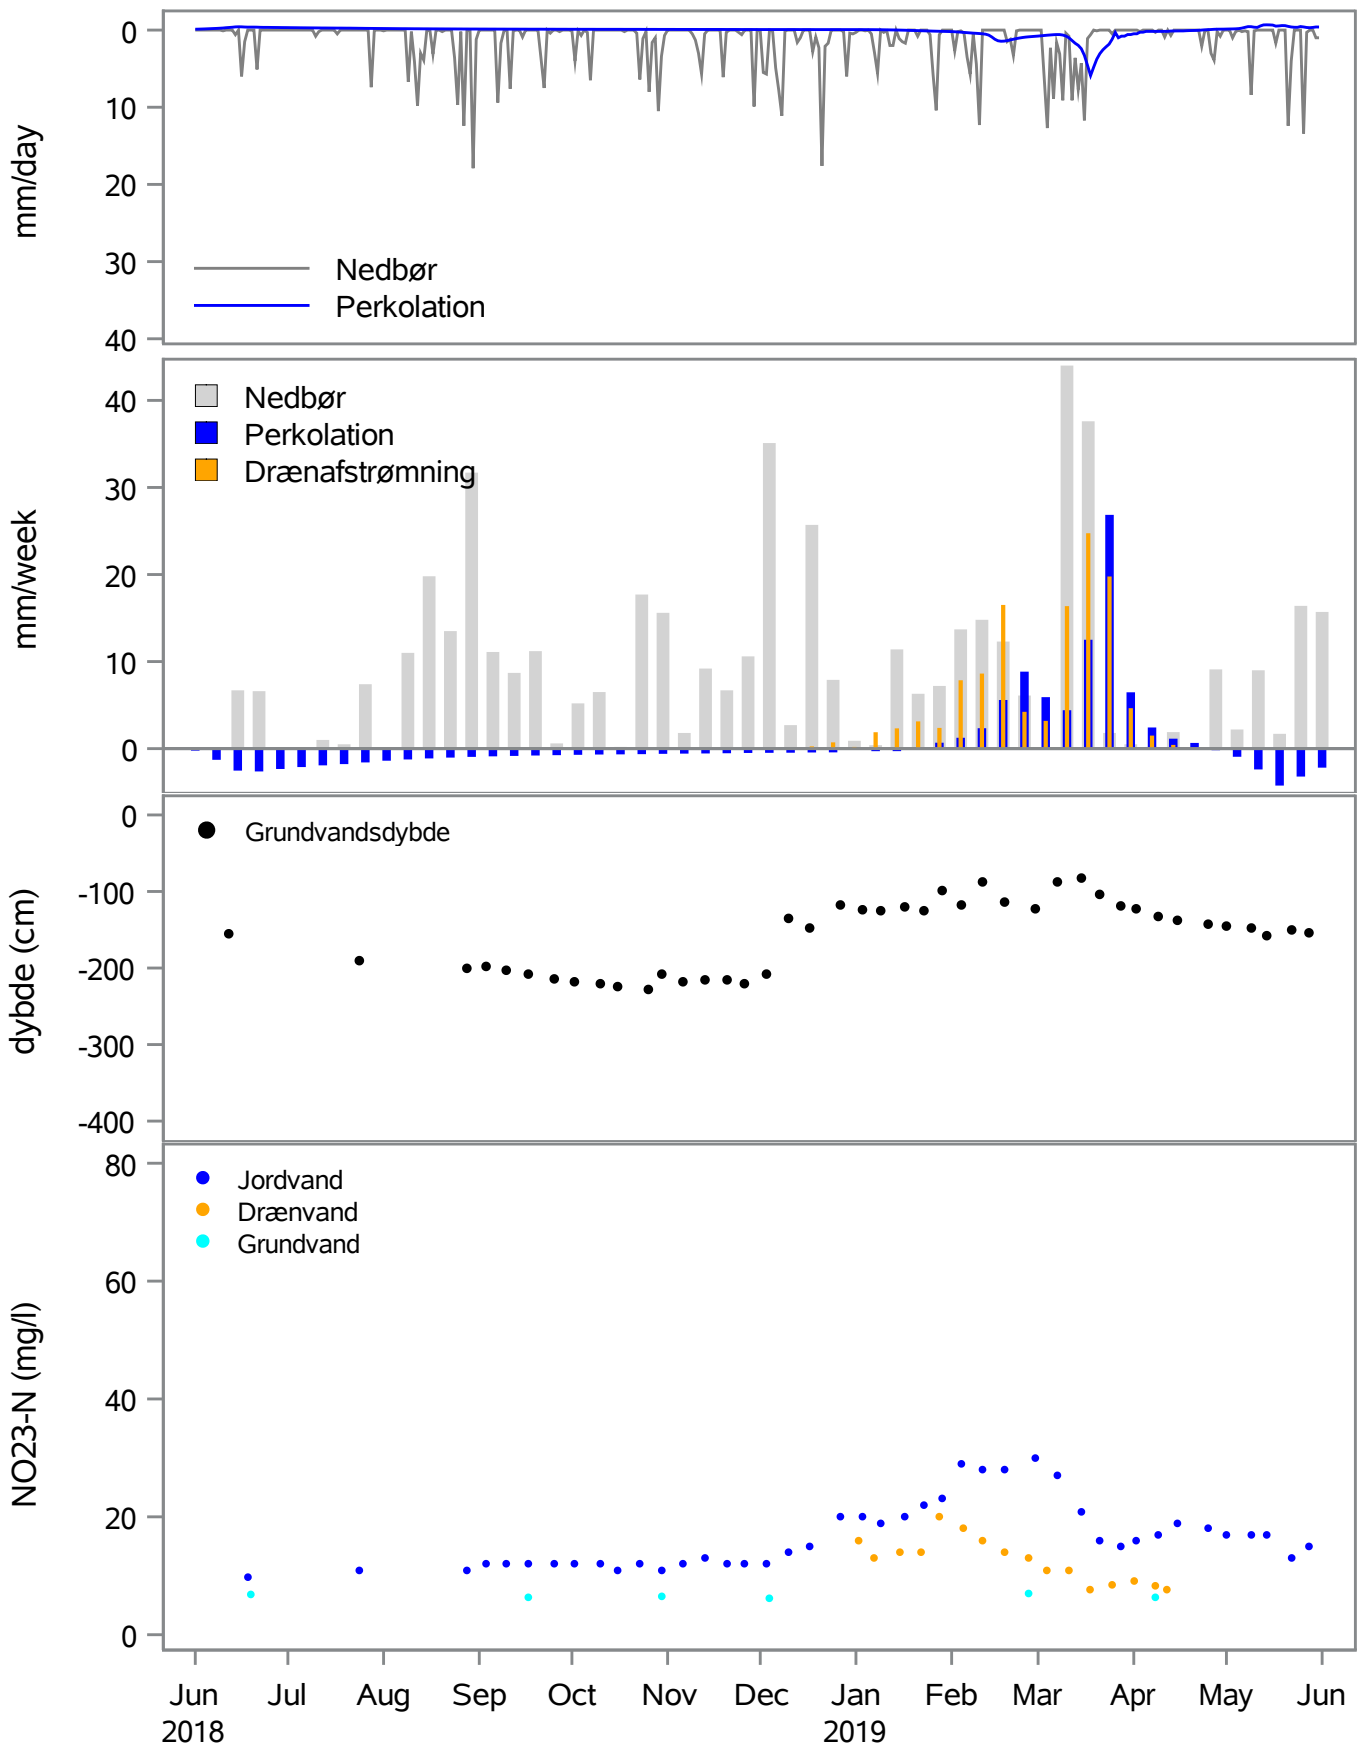 0
10
20
30
40
mm/day
Nedbør
Perkolation
40
30
20
10
0
mm/week
Nedbør
Perkolation
Drænafstrømning
0
-100
-200
-300
-400
dybde (cm)
Grundvandsdybde
80
60
40
20
0
NO23-N (mg/l)
Jordvand
Drænvand
Grundvand
Jun Jul Aug Sep Oct Nov Dec Jan Feb Mar Apr May Jun
2018 2019